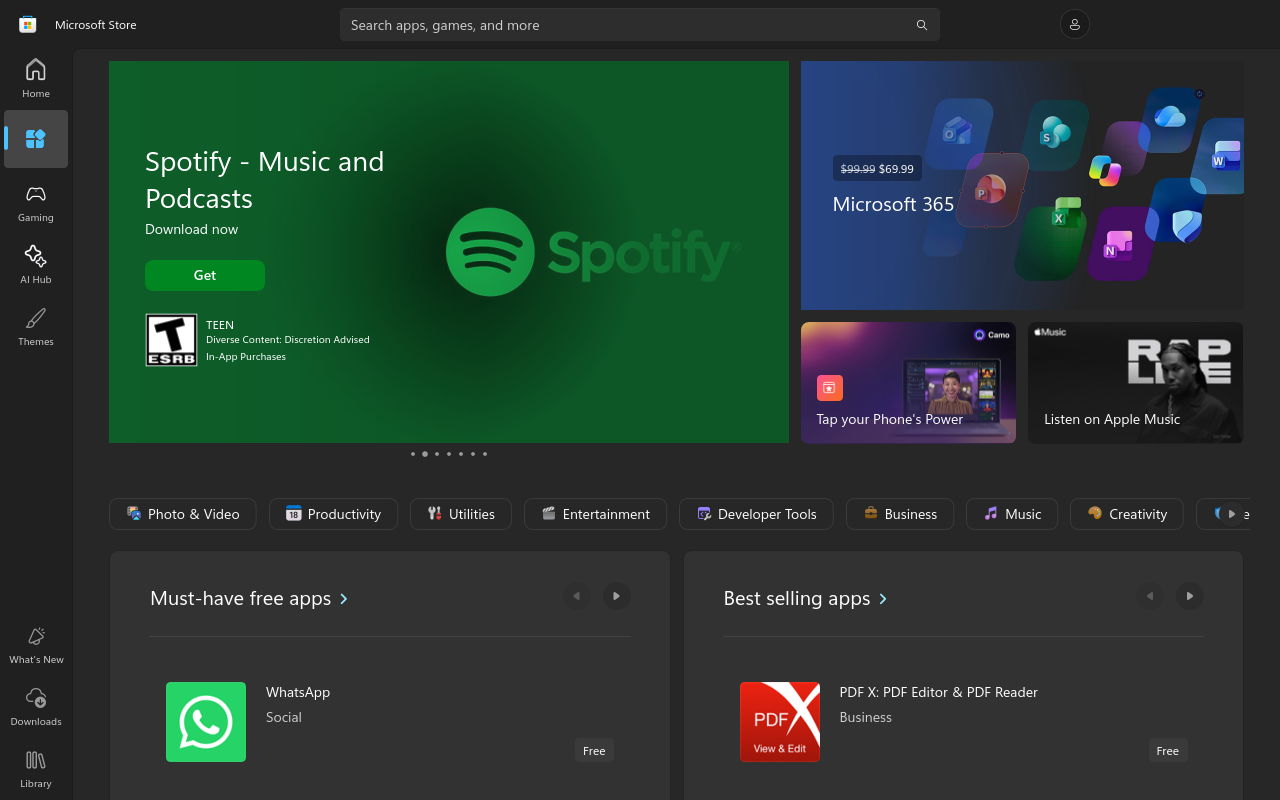 Microsoft Store
Search apps, games, and more
Home
Gaming
AI Hub
Themes
What's New
Downloads
Library
Spotify - Music and
Podcasts
Download now
Get
T
ESRB
TEEN
Diverse Content: Discretion Advised
In-App Purchases
Spotify
$99.99 $69.99
Microsoft 365
Camo
Tap your Phone's Power
Music
RAP
LIFE
Listen on Apple Music
Photo & Video
18
Productivity
Utilities
Entertainment
Developer Tools
Business
Music
Creativity
Must-have free apps
WhatsApp
Social
Free
Best selling apps
PDF X
View & Edit
PDF X: PDF Editor & PDF Reader
Business
Free